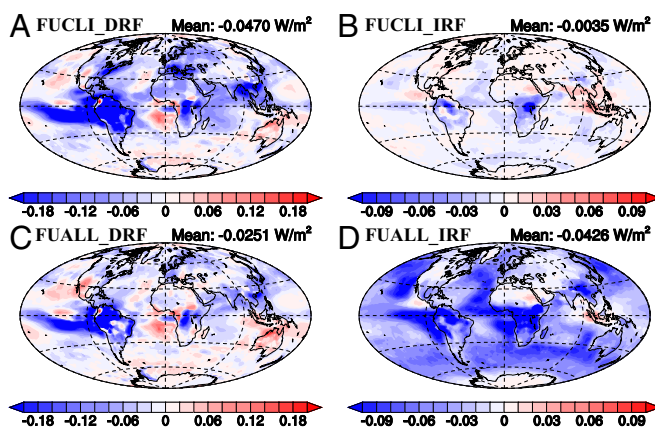 A FUCLI_DRF Mean: -0.0470 W/m²
B FUCLI_IRF Mean: -0.0035 W/m²
-0.18 -0.12 -0.06 0 0.06 0.12 0.18
-0.09 -0.06 -0.03 0 0.03 0.06 0.09
C FUALL_DRF Mean: -0.0251 W/m²
D FUALL_IRF Mean: -0.0426 W/m²
-0.18 -0.12 -0.06 0 0.06 0.12 0.18
-0.09 -0.06 -0.03 0 0.03 0.06 0.09